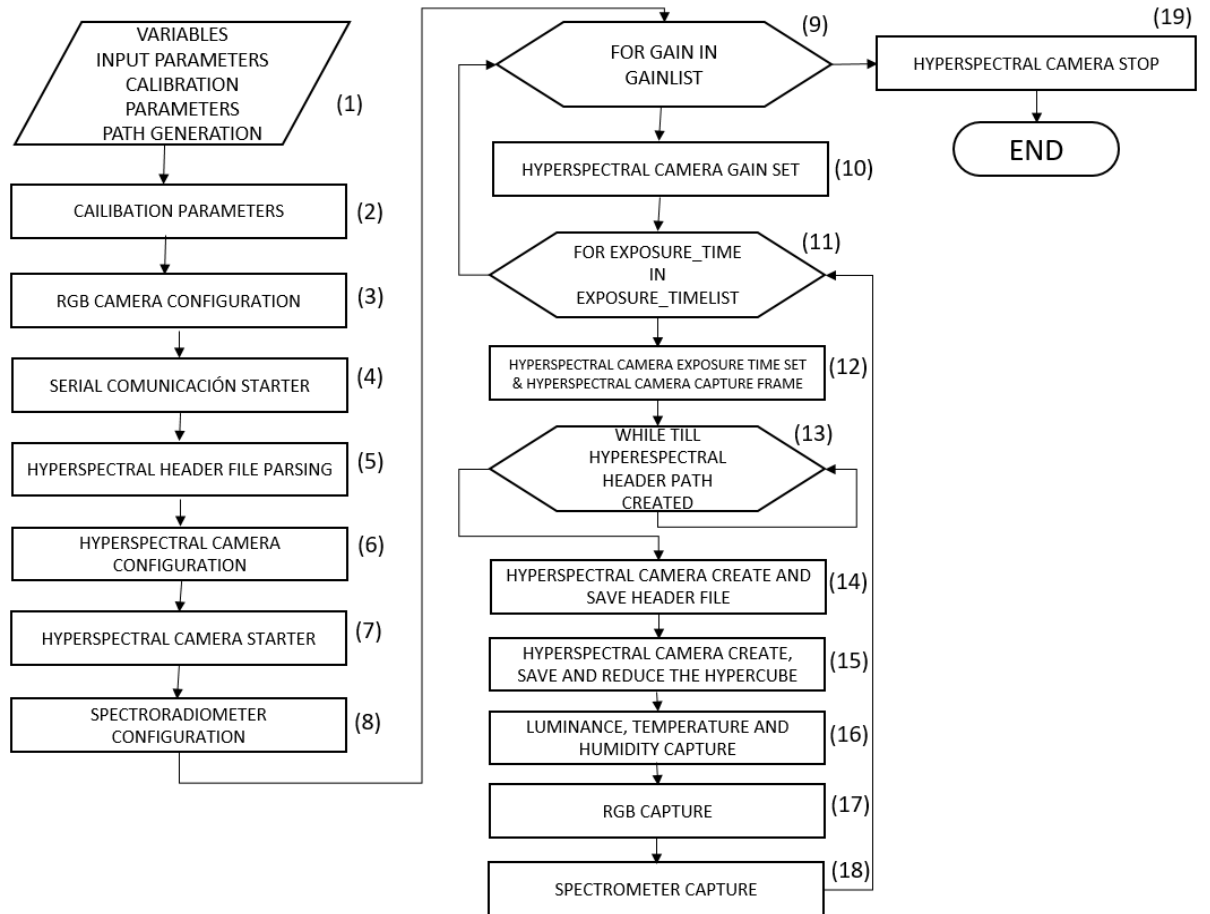 VARIABLES
INPUT PARAMETERS
CALIBRATION
PARAMETERS
PATH GENERATION
(1)
CAILIBATION PARAMETERS
(2)
RGB CAMERA CONFIGURATION
(3)
SERIAL COMUNICACIÓN STARTER
(4)
HYPERSPECTRAL HEADER FILE PARSING
(5)
HYPERSPECTRAL CAMERA
CONFIGURATION
(6)
HYPERSPECTRAL CAMERA STARTER
(7)
SPECTRORADIOMETER
CONFIGURATION
(8)
(9)
FOR GAIN IN
GAINLIST
HYPERSPECTRAL CAMERA GAIN SET
(10)
(11)
FOR EXPOSURE_TIME
IN
EXPOSURE_TIMELIST
HYPERSPECTRAL CAMERA EXPOSURE TIME SET
& HYPERSPECTRAL CAMERA CAPTURE FRAME
(12)
(13)
WHILE TILL
HYPERESPECTRAL
HEADER PATH
CREATED
HYPERSPECTRAL CAMERA CREATE AND
SAVE HEADER FILE
(14)
HYPERSPECTRAL CAMERA CREATE,
SAVE AND REDUCE THE HYPERCUBE
(15)
LUMINANCE, TEMPERATURE AND
HUMIDITY CAPTURE
(16)
RGB CAPTURE
(17)
SPECTROMETER CAPTURE
(18)
(19)
HYPERSPECTRAL CAMERA STOP
END